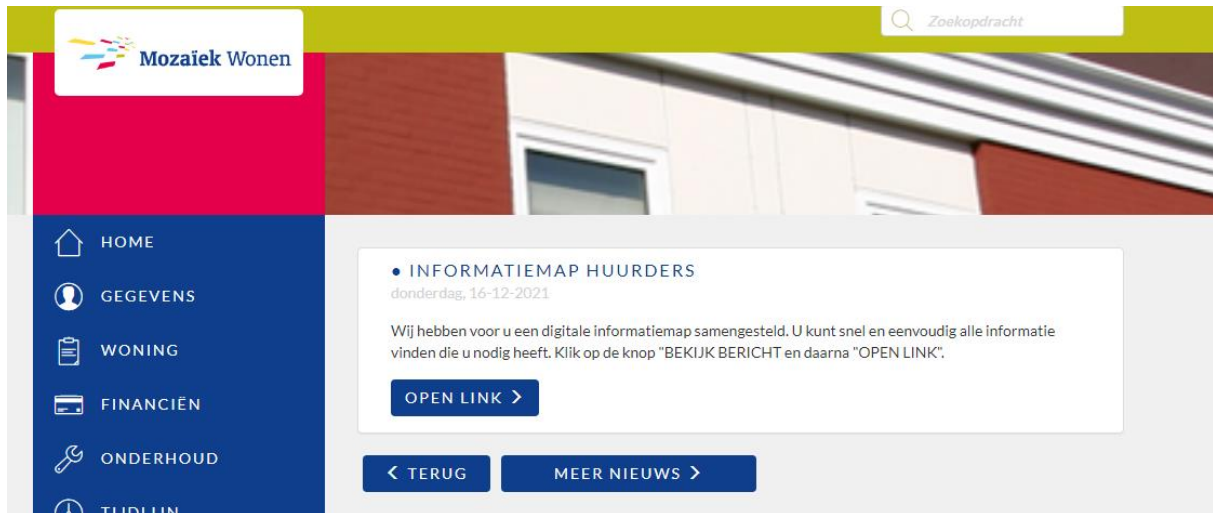 Zoekopdracht
Mozaïek Wonen
HOME
GEGEVENS
WONING
FINANCIËN
ONDERHOUD
TIJDLIJN
• INFORMATIEMAP HUURDERS
donderdag, 16-12-2021
Wij hebben voor u een digitale informatiemap samengesteld. U kunt snel en eenvoudig alle informatie
vinden die u nodig heeft. Klik op de knop "BEKIJK BERICHT en daarna "OPEN LINK".
OPEN LINK >
< TERUG
MEER NIEUWS >